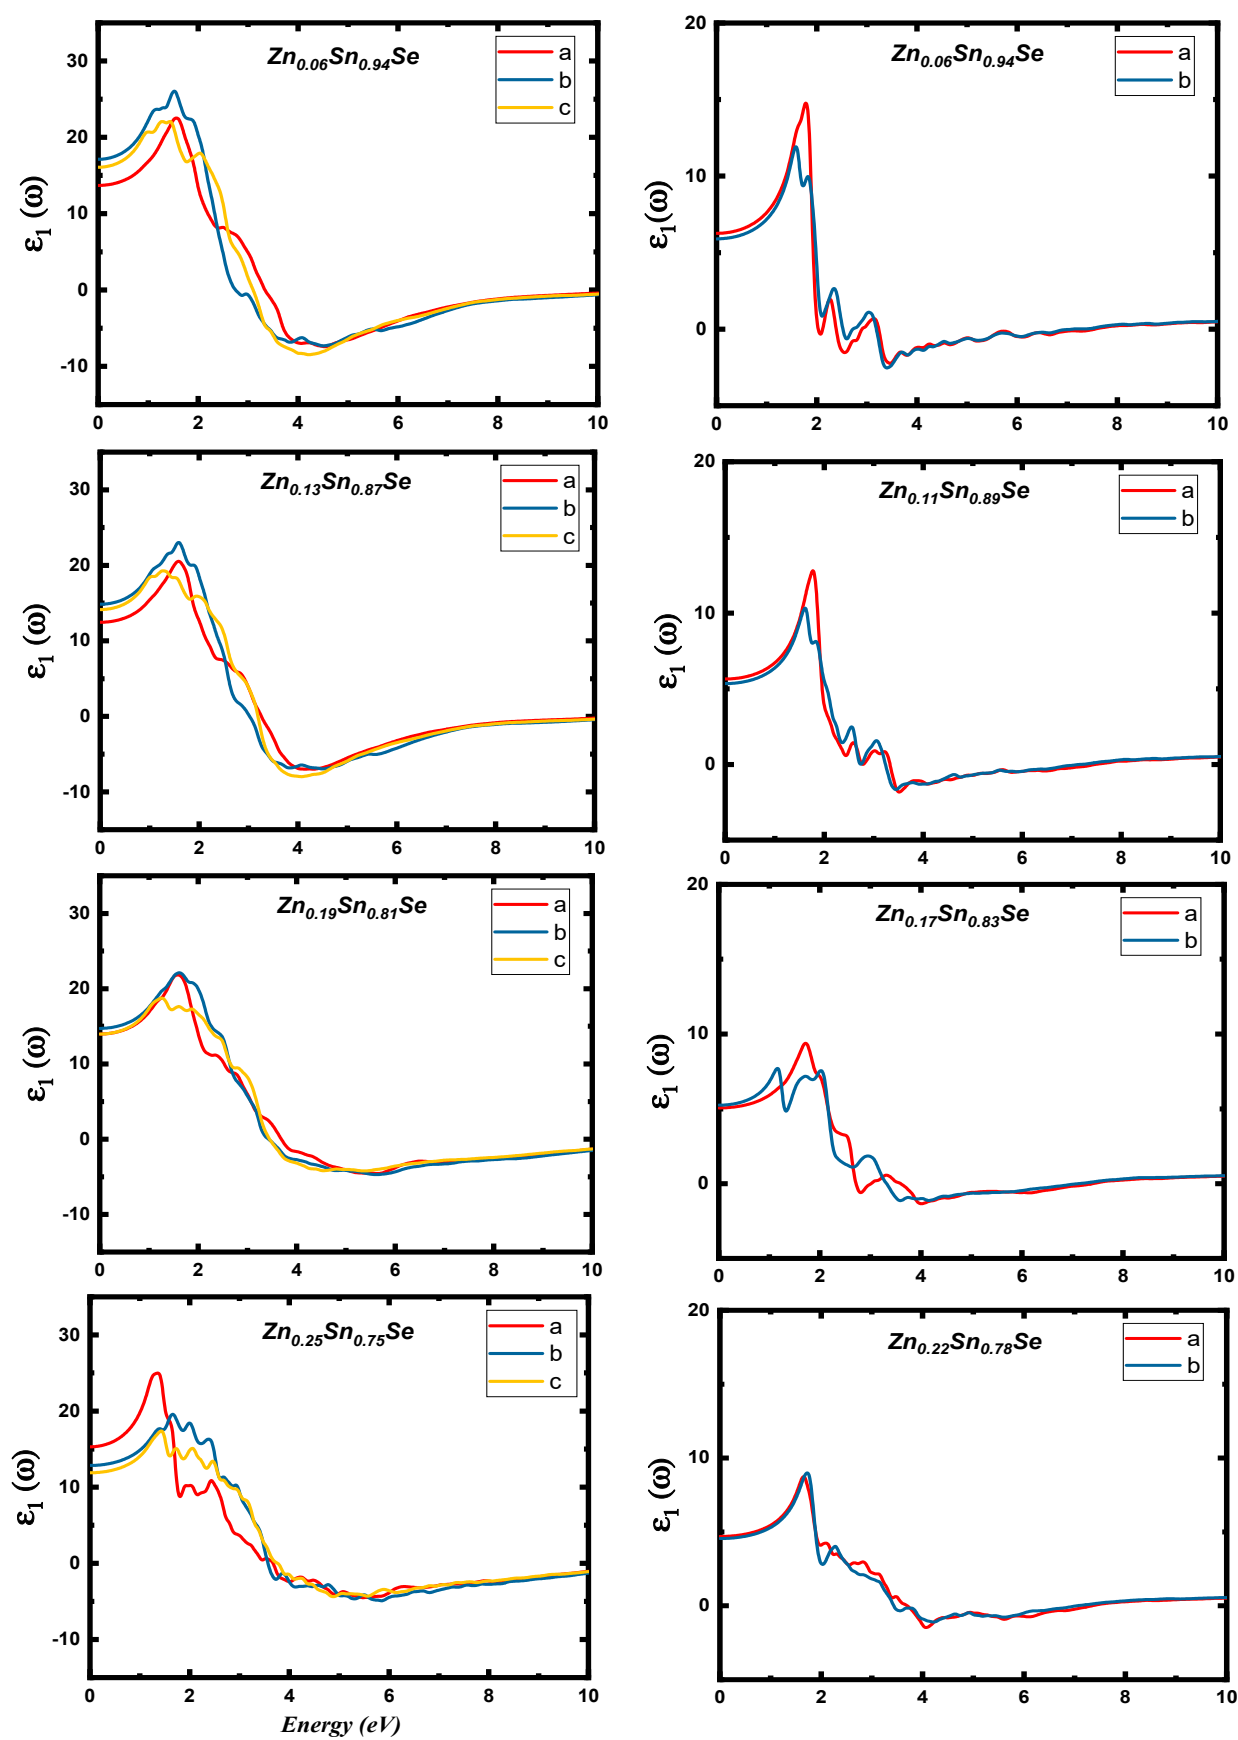 Zn0.06Sn0.94Se
a
b
c
30
20
10
0
-10
ε1 (ω)
0 2 4 6 8 10
Zn0.06Sn0.94Se
a
b
20
10
0
ε1(ω)
0 2 4 6 8 10
Zn0.13Sn0.87Se
a
b
c
30
20
10
0
-10
ε1 (ω)
0 2 4 6 8 10
Zn0.11Sn0.89Se
a
b
20
10
0
ε1 (ω)
0 2 4 6 8 10
Zn0.19Sn0.81Se
a
b
c
30
20
10
0
-10
ε1 (ω)
0 2 4 6 8 10
Zn0.17Sn0.83Se
a
b
20
10
0
ε1 (ω)
0 2 4 6 8 10
Zn0.25Sn0.75Se
a
b
c
30
20
10
0
-10
ε1 (ω)
0 2 4 6 8 10
Energy (eV)
Zn0.22Sn0.78Se
a
b
20
10
0
ε1 (ω)
0 2 4 6 8 10